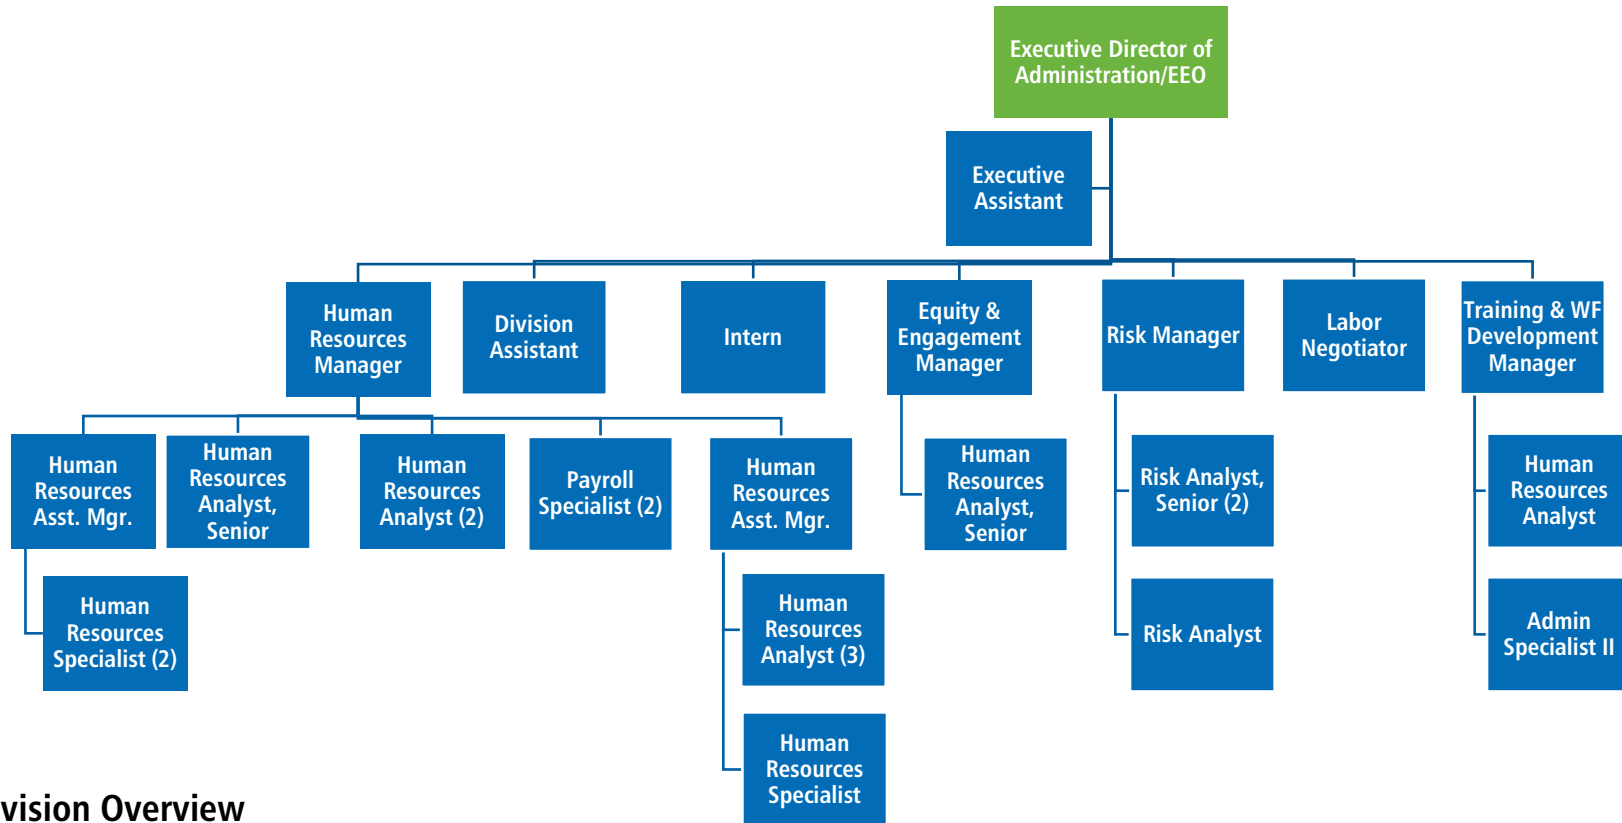 Executive Director of
Administration/EEO
Executive
Assistant
Human
Resources
Manager
Division
Assistant
Intern
Equity &
Engagement
Manager
Risk Manager
Labor
Negotiator
Training & WF
Development
Manager
Human
Resources
Asst. Mgr.
Human
Resources
Analyst,
Senior
Human
Resources
Analyst (2)
Payroll
Specialist (2)
Human
Resources
Asst. Mgr.
Human
Resources
Analyst,
Senior
Risk Analyst,
Senior (2)
Human
Resources
Analyst
Human
Resources
Specialist (2)
Human
Resources
Analyst (3)
Risk Analyst
Admin
Specialist II
Human
Resources
Specialist
vision Overview